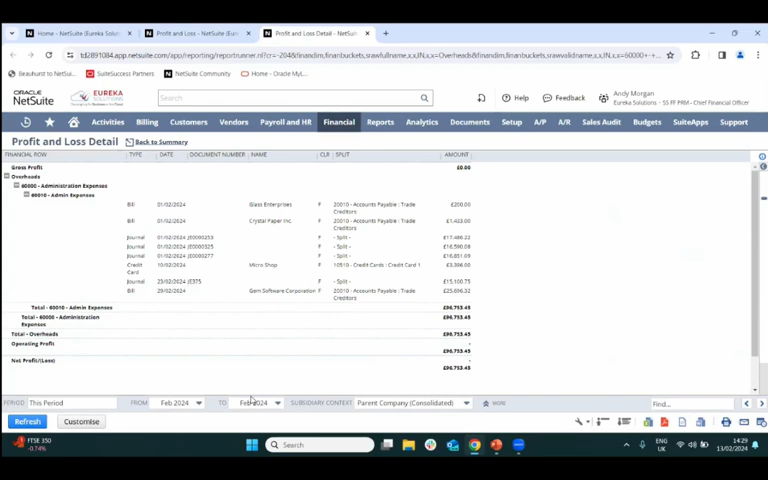 Home - NetSuite (Eureka Solut
Profit and Loss - NetSuite (Eu
Profit and Loss Detail - NetSuite
td2891084.app.netsuite.com/app/reporting/reportrunner.nl?cr=-204&findim,finanbuckets,srawfullname,x,x,IN,x,x=Overheads&findim,finanbuckets,srawvalidname,x,x,x=60000+-+
Beauhurst to NetSui...
SuiteSuccess Partners
NetSuite Community
Home - Oracle MyL...
ORACLE
NETSUITE
EUREKA
SOLUTIONS
Search
Help
Feedback
Andy Morgan
Eureka Solutions - SS FF PRM - Chief Financial Officer
Activities Billing Customers Vendors Payroll and HR Financial Reports Analytics Documents Setup A/P A/R Sales Audit Budgets SuiteApps Support
Profit and Loss Detail
Back to Summary
FINANCIAL ROW TYPE DATE DOCUMENT NUMBER NAME CLR SPLIT AMOUNT
Gross Profit £0.00
Overheads
60000 - Administration Expenses
60010 - Admin Expenses
Bill 01/02/2024 Glass Enterprises F 20010 - Accounts Payable : Trade Creditors £200.00
Bill 01/02/2024 Crystal Paper Inc. F 20010 - Accounts Payable : Trade Creditors £1,433.00
Journal 01/02/2024 JE0000253 F - Split - £17,486.22
Journal 01/02/2024 JE0000325 F - Split - £16,590.08
Journal 01/02/2024 JE0000277 F - Split - £16,851.09
Credit Card 19/02/2024 Micro Shop F 10510 - Credit Cards : Credit Card 1 £3,396.00
Journal 23/02/2024 JE375 F - Split - £15,100.75
Bill 29/02/2024 Gem Software Corporation F 20010 - Accounts Payable : Trade Creditors £25,696.32
Total - 60010 - Admin Expenses £96,753.45
Total - 60000 - Administration Expenses £96,753.45
Total - Overheads £96,753.45
Operating Profit £96,753.45
Net Profit/(Loss) £96,753.45
PERIOD This Period FROM Feb 2024 TO Feb 2024 SUBSIDIARY CONTEXT Parent Company (Consolidated) MORE Find...
Refresh Customise
FTSE 350
-0.74%
Search
ENG
UK
14:29
13/02/2024